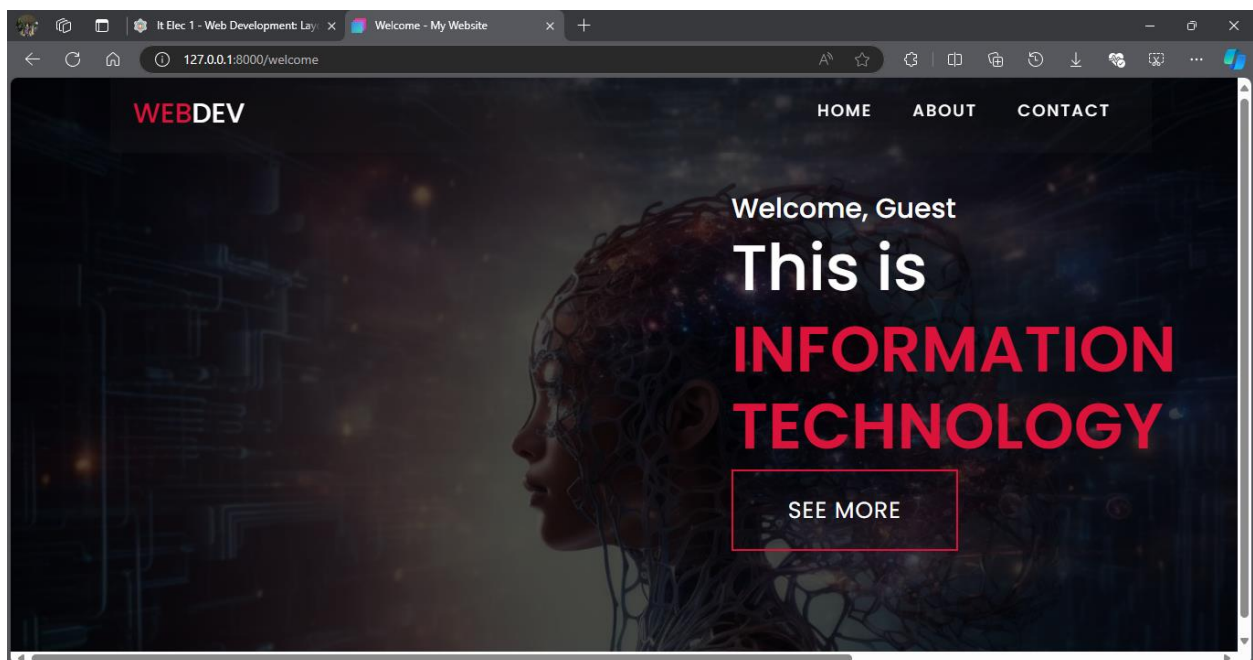 It Elec 1 - Web Development: Lay
Welcome - My Website
127.0.0.1:8000/welcome
WEBDEV
HOME ABOUT CONTACT
Welcome, Guest
This is
INFORMATION
TECHNOLOGY
SEE MORE